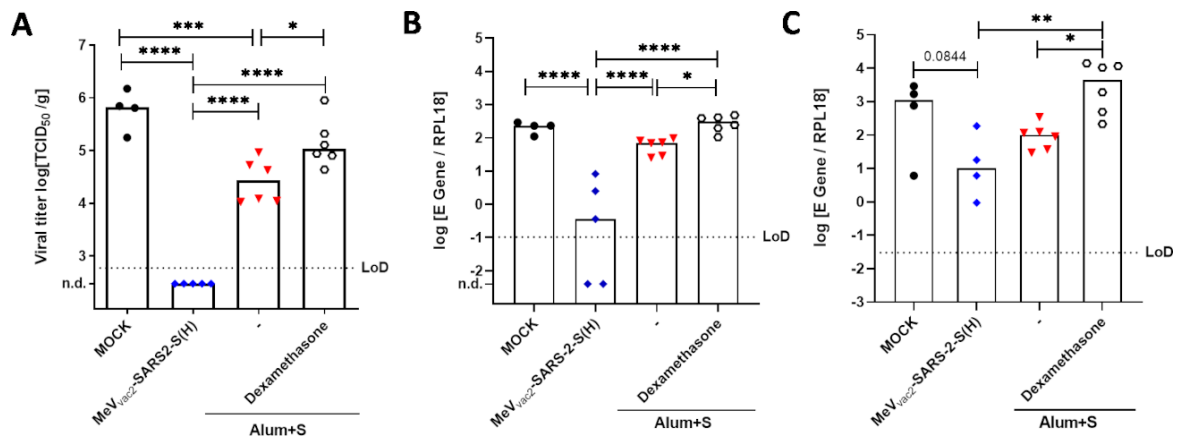 A
***
*
****
****
****
Viral titer log[TCID50 /g]
7
6
5
4
3
n.d.
LoD
MOCK
MeVvac2-SARS2-S(H)
-
Dexamethasone
Alum+S
B
****
****
****
*
log [E Gene / RPL18]
5
4
3
2
1
0
-1
-2
n.d.
LoD
MOCK
MeVvac2-SARS-2-S(H)
-
Dexamethasone
Alum+S
C
**
*
0.0844
log [E Gene / RPL18]
5
4
3
2
1
0
-1
-2
-3
LoD
MOCK
MeVvac2-SARS-2-S(H)
-
Dexamethasone
Alum+S